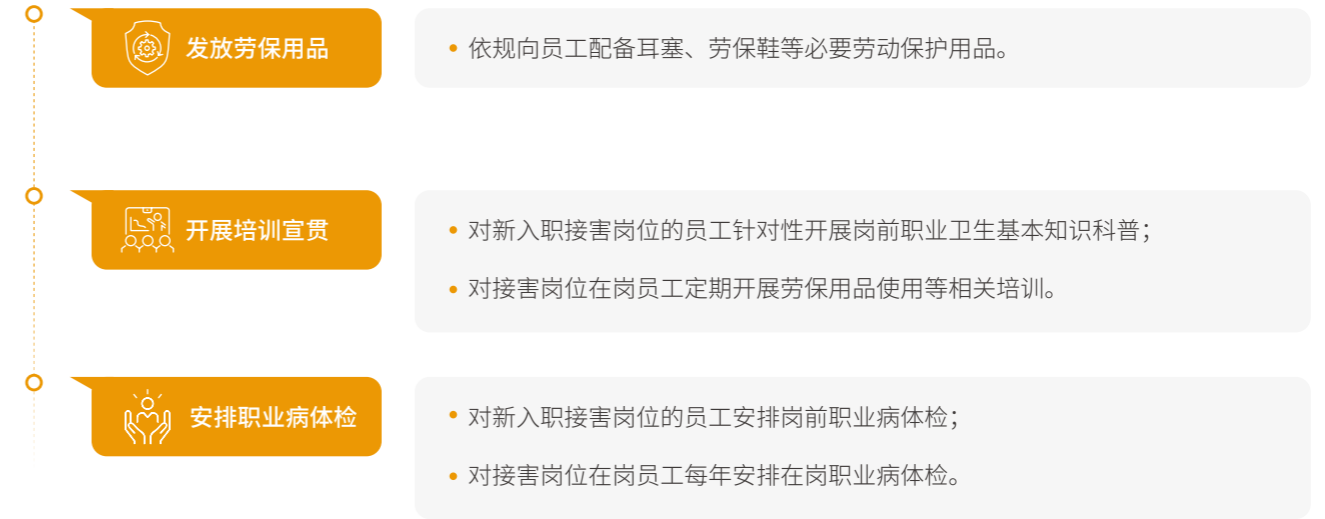 发放劳保用品
依规向员工配备耳塞、劳保鞋等必要劳动保护用品。
开展培训宣贯
对新入职接害岗位的员工针对性开展岗前职业卫生基本知识科普；
对接害岗位在岗员工定期开展劳保用品使用等相关培训。
安排职业病体检
对新入职接害岗位的员工安排岗前职业病体检；
对接害岗位在岗员工每年安排在岗职业病体检。